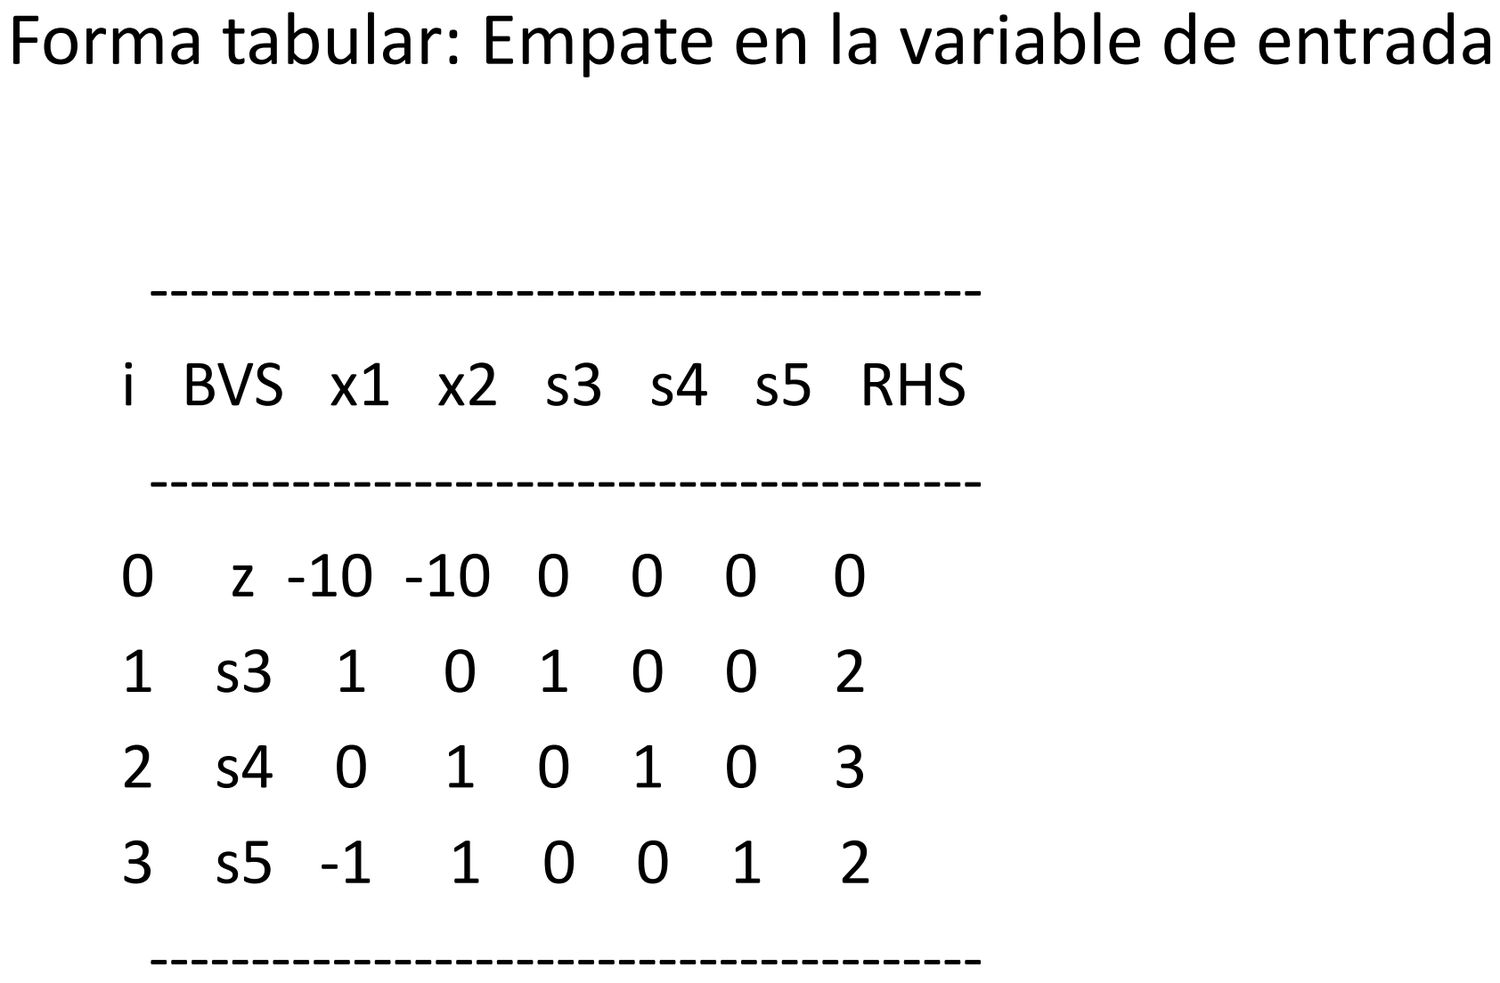 Forma tabular: Empate en la variable de entrada
-----------------------------------------
i BVS x1 x2 s3 s4 s5 RHS
-----------------------------------------
0 z -10 -10 0 0 0 0
1 s3 1 0 1 0 0 2
2 s4 0 1 0 1 0 3
3 s5 -1 1 0 0 1 2
-----------------------------------------